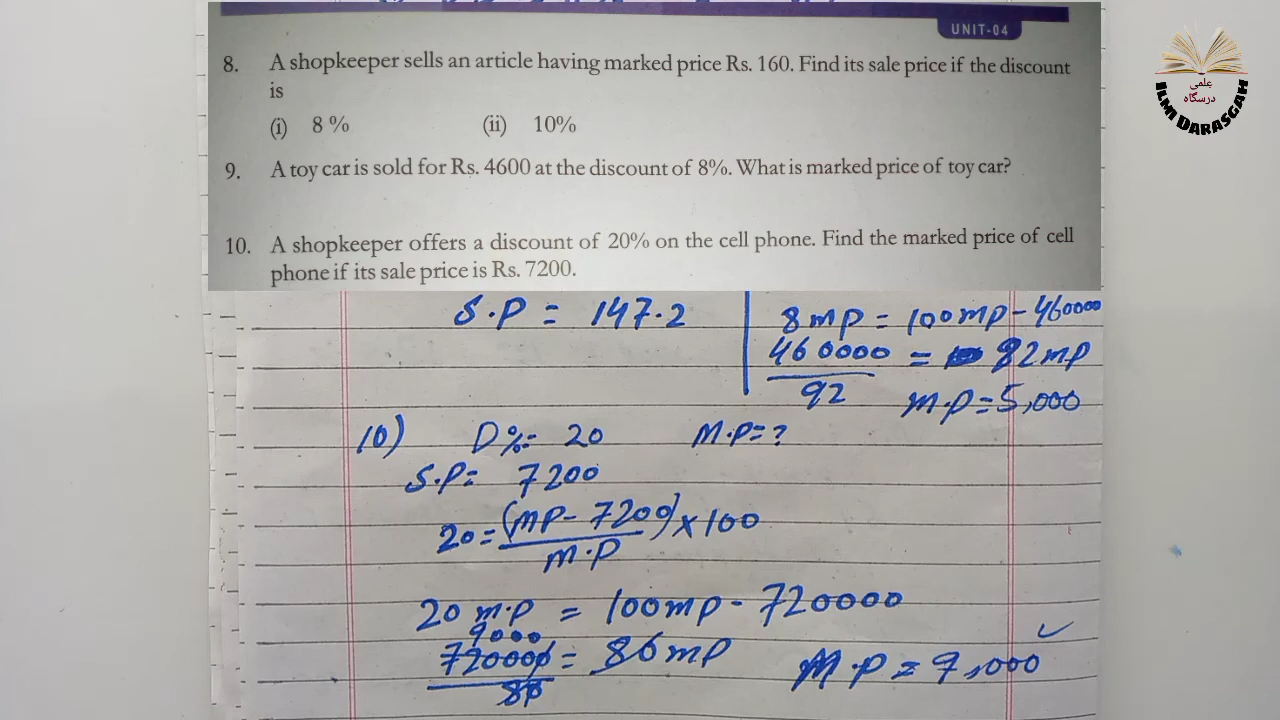 UNIT-04
8. A shopkeeper sells an article having marked price Rs. 160. Find its sale price if the discount
is
(i) 8 % (ii) 10%
9. A toy car is sold for Rs. 4600 at the discount of 8%. What is marked price of toy car?
10. A shopkeeper offers a discount of 20% on the cell phone. Find the marked price of cell
phone if its sale price is Rs. 7200.
علمی
درسگاه
ILMI DARASGAH
S.P = 147.2
8mp = 100mp - 460000
460000 = 92mp
92
M.P = 5,000
10) D%= 20 M.P= ?
S.P= 7200
20 = (MP - 7200) × 100
M.P
20 M.P = 100MP - 720000
9000
720000 = 80MP
80
M.P = 9,000